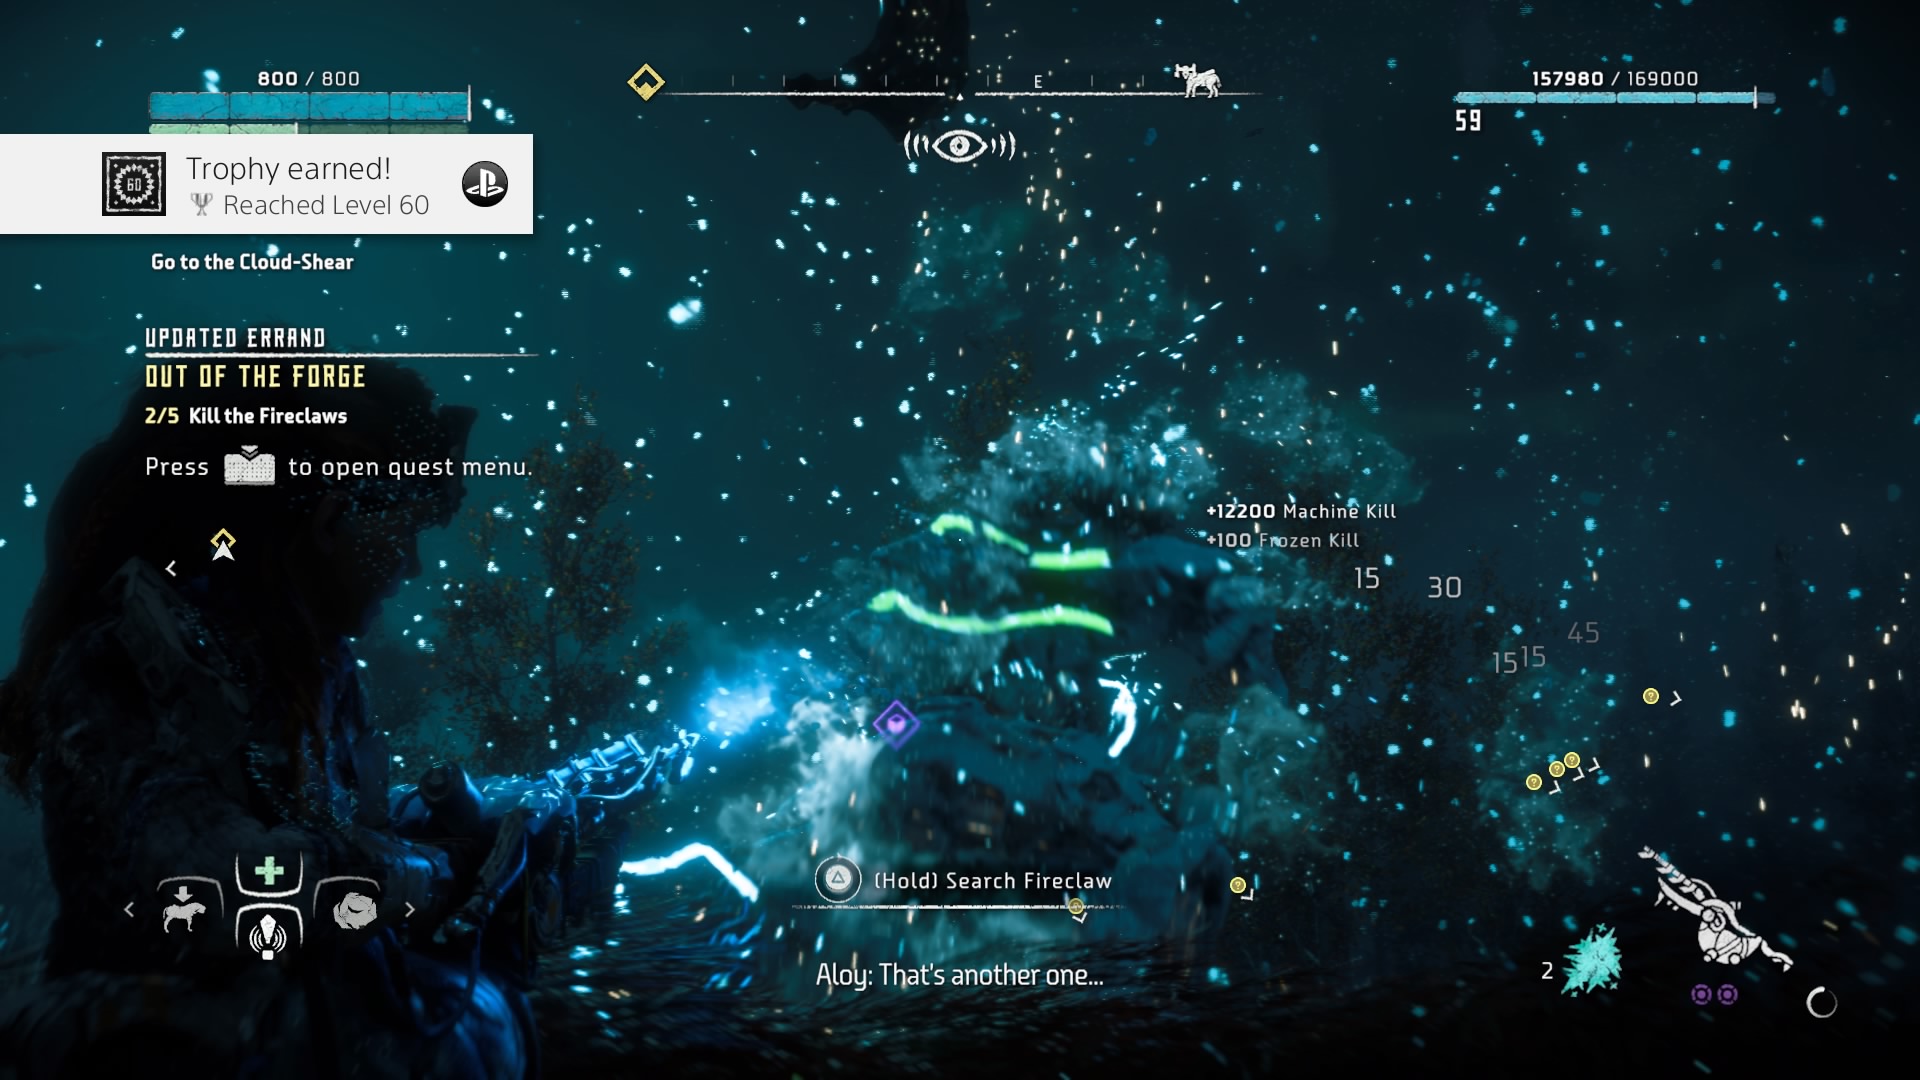 800 / 800
E
157980 / 169000
59
60
Trophy earned!
Reached Level 60
Go to the Cloud-Shear
UPDATED ERRAND
OUT OF THE FORGE
2/5 Kill the Fireclaws
Press to open quest menu.
+12200 Machine Kill
+100 Frozen Kill
15
30
45
15
15
(Hold) Search Fireclaw
Aloy: That's another one...
2